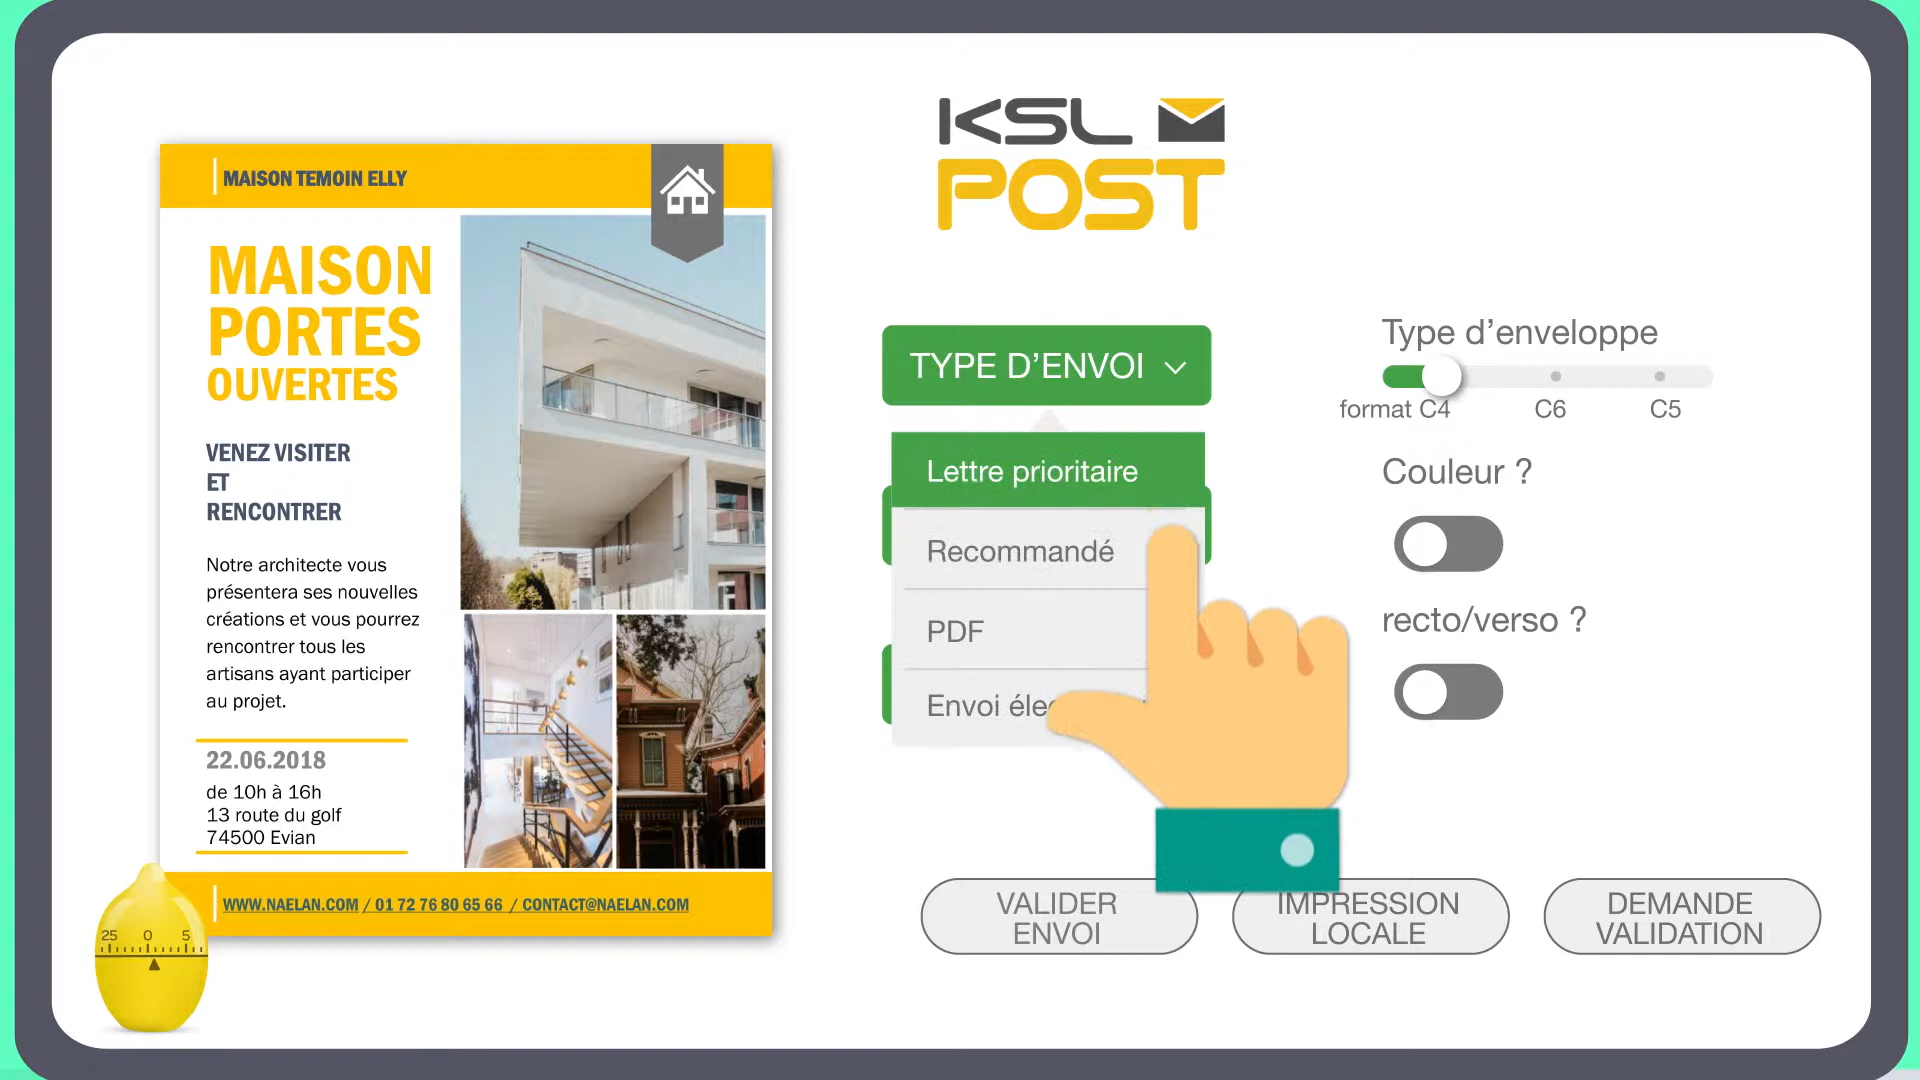 MAISON TEMOIN ELLY
MAISON
PORTES
OUVERTES
VENEZ VISITER
ET
RENCONTRER
Notre architecte vous
présentera ses nouvelles
créations et vous pourrez
rencontrer tous les
artisans ayant participer
au projet.
22.06.2018
de 10h à 16h
13 route du golf
74500 Evian
WWW.NAELAN.COM / 01 72 76 80 65 66 / CONTACT@NAELAN.COM
25 0 5
KSL
POST
TYPE D’ENVOI
Lettre prioritaire
Recommandé
PDF
Envoi
Type d’enveloppe
format C4 C6 C5
Couleur ?
recto/verso ?
VALIDER
ENVOI
IMPRESSION
LOCALE
DEMANDE
VALIDATION